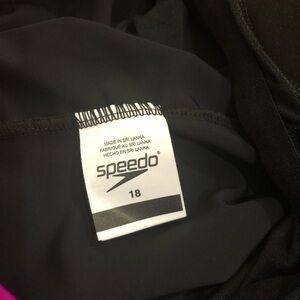 MADE IN SRI LANKA
FABRIQUÉ AU SRI LANKA
HECHO EN SRI LANKA
speedo®
18